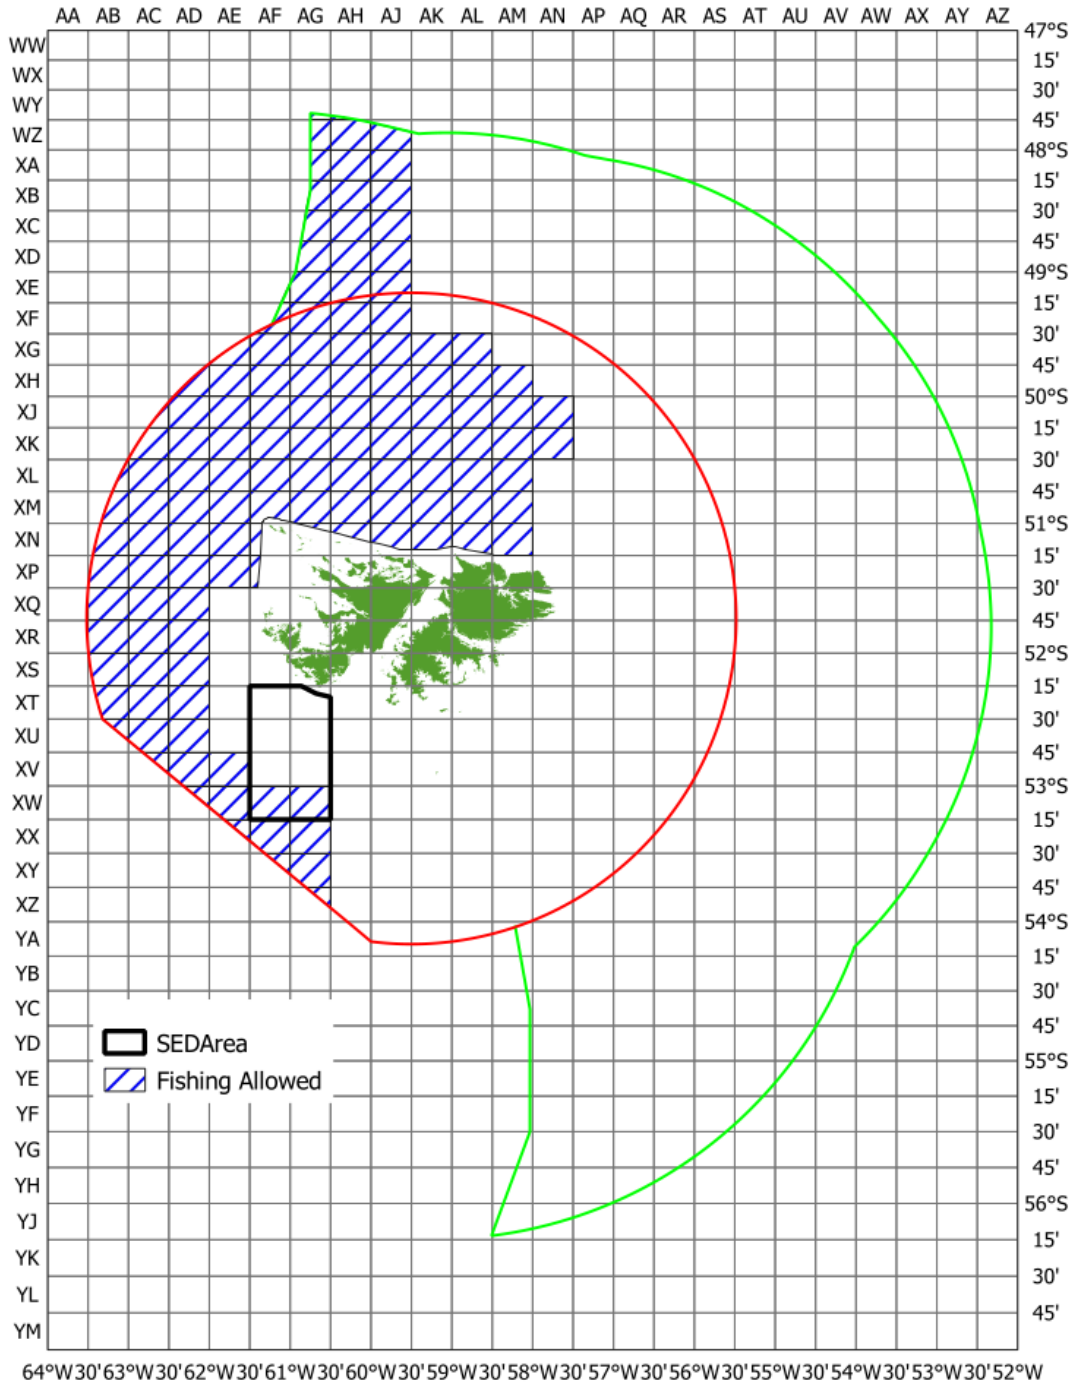 AA AB AC AD AE AF AG AH AJ AK AL AM AN AP AQ AR AS AT AU AV AW AX AY AZ
47°S
WW
15'
WX
30'
WY
45'
WZ
48°S
XA
15'
XB
30'
XC
45'
XD
49°S
XE
15'
XF
30'
XG
45'
XH
50°S
XJ
15'
XK
30'
XL
45'
XM
51°S
XN
15'
XP
30'
XQ
45'
XR
52°S
XS
15'
XT
30'
XU
45'
XV
53°S
XW
15'
XX
30'
XY
45'
XZ
54°S
YA
15'
YB
30'
YC
45'
YD
55°S
YE
15'
YF
30'
YG
45'
YH
56°S
YJ
15'
YK
30'
YL
45'
YM
SEDArea
Fishing Allowed
64°W30'63°W30'62°W30'61°W30'60°W30'59°W30'58°W30'57°W30'56°W30'55°W30'54°W30'53°W30'52°W